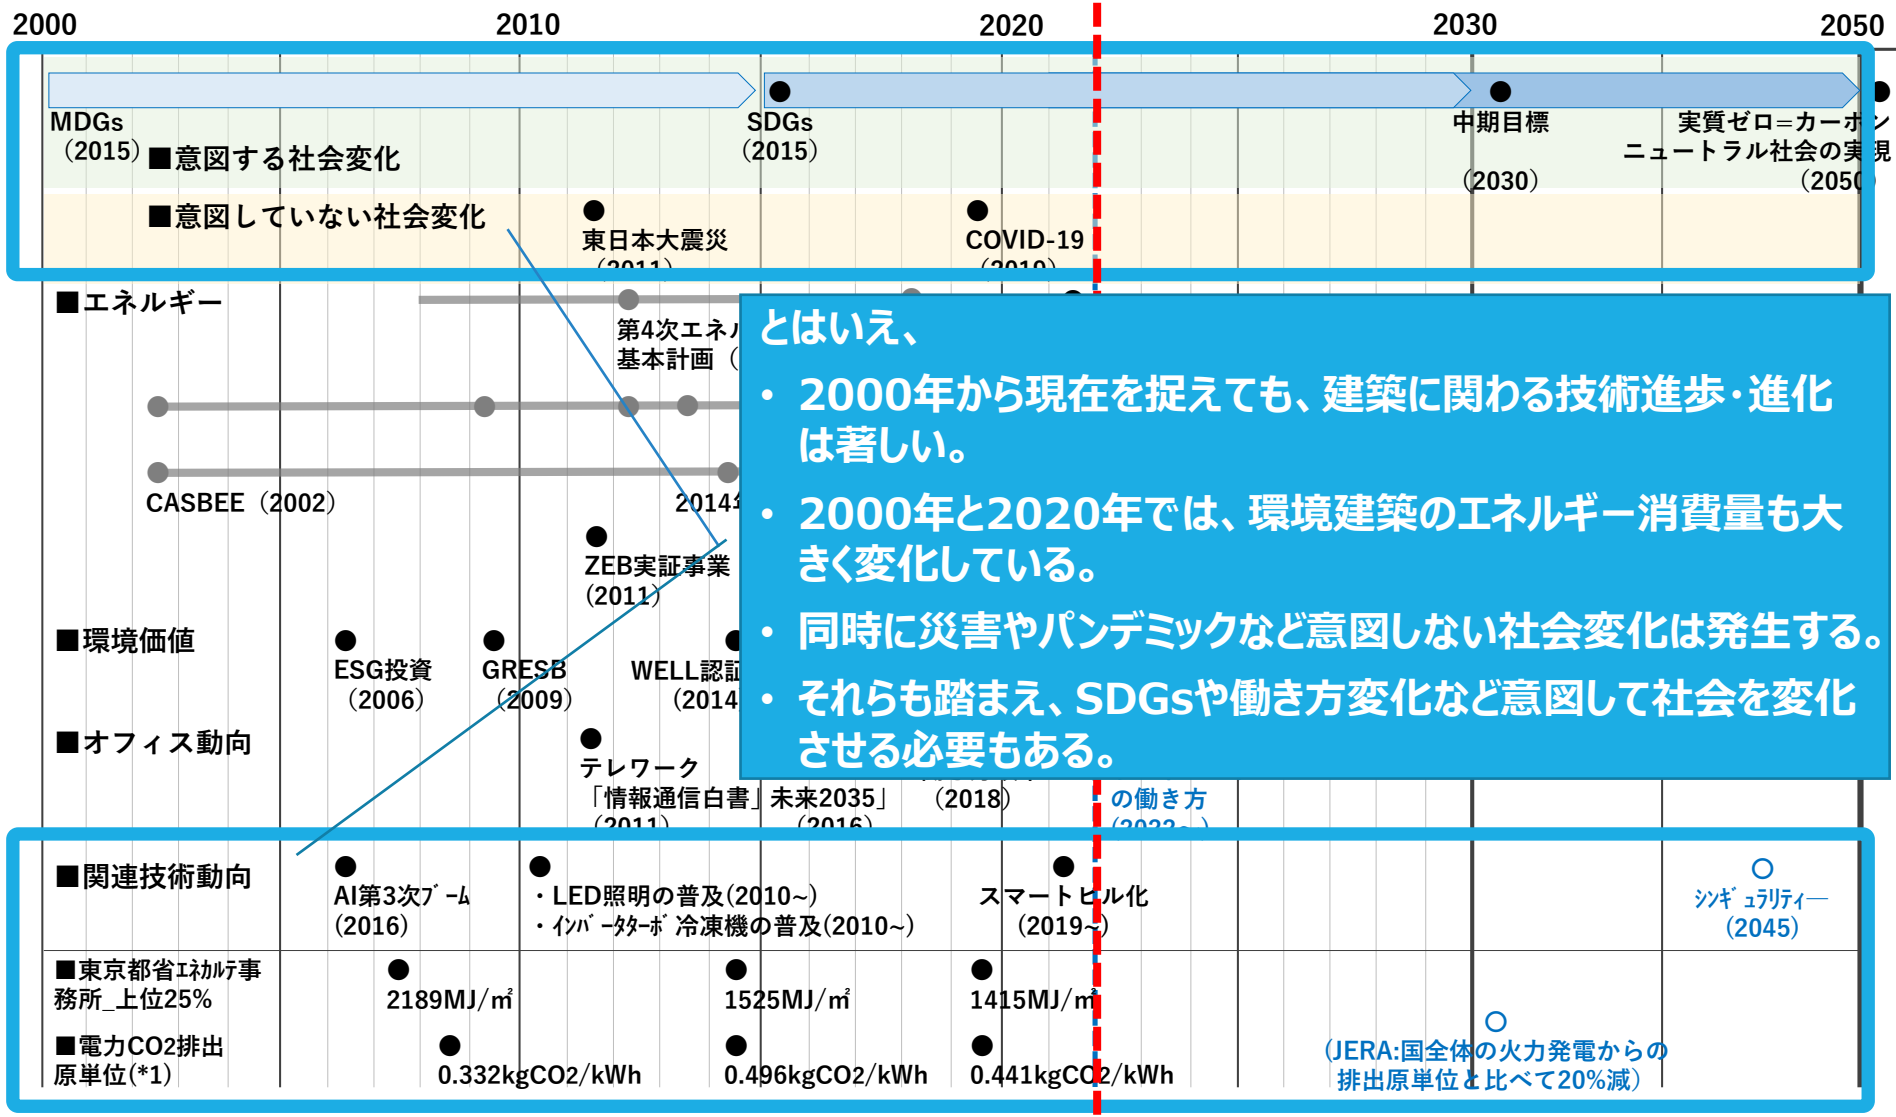 2000 2010 2020 2030 2050
MDGs
（2015）
SDGs
（2015）
中期目標
（2030）
実質ゼロ=カーボン
ニュートラル社会の実現
（2050）
■意図する社会変化
■意図していない社会変化
東日本大震災
（2011）
COVID-19
（2019）
■エネルギー
第4次エネル
基本計画（
CASBEE（2002）
2014年
ZEB実証事業
(2011)
■環境価値
ESG投資
（2006）
GRESB
（2009）
WELL認証
（2014
■オフィス動向
テレワーク
「情報通信白書」
（2011）
未来2035」
（2016）
（2018）
の働き方
（2022~）
とはいえ、
• 2000年から現在を捉えても、建築に関わる技術進歩・進化
は著しい。
• 2000年と2020年では、環境建築のエネルギー消費量も大
きく変化している。
• 同時に災害やパンデミックなど意図しない社会変化は発生する。
• それらも踏まえ、SDGsや働き方変化など意図して社会を変化
させる必要もある。
■関連技術動向
AI第3次ﾌﾞｰﾑ
(2016)
・LED照明の普及(2010~)
・ｲﾝﾊﾞｰﾀﾀｰﾎﾞ冷凍機の普及(2010~)
スマートビル化
(2019~)
ｼﾝｷﾞｭﾗﾘﾃｨ―
(2045)
■東京都省ｴﾈｶﾙﾃ事
務所_上位25%
2189MJ/㎡
1525MJ/㎡
1415MJ/㎡
■電力CO2排出
原単位(*1)
0.332kgCO2/kWh
0.496kgCO2/kWh
0.441kgCO2/kWh
(JERA:国全体の火力発電からの
排出原単位と比べて20%減）